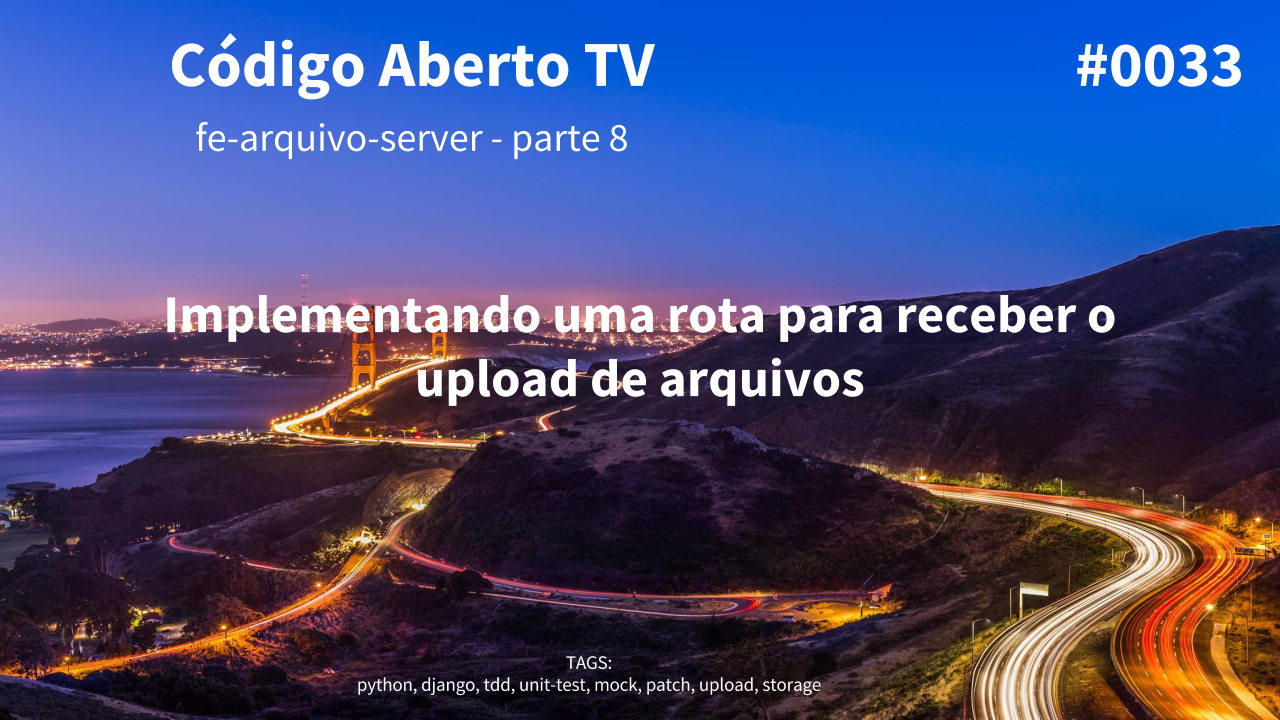 Código Aberto TV
#0033
fe-arquivo-server - parte 8
Implementando uma rota para receber o
upload de arquivos
TAGS:
python, django, tdd, unit-test, mock, patch, upload, storage